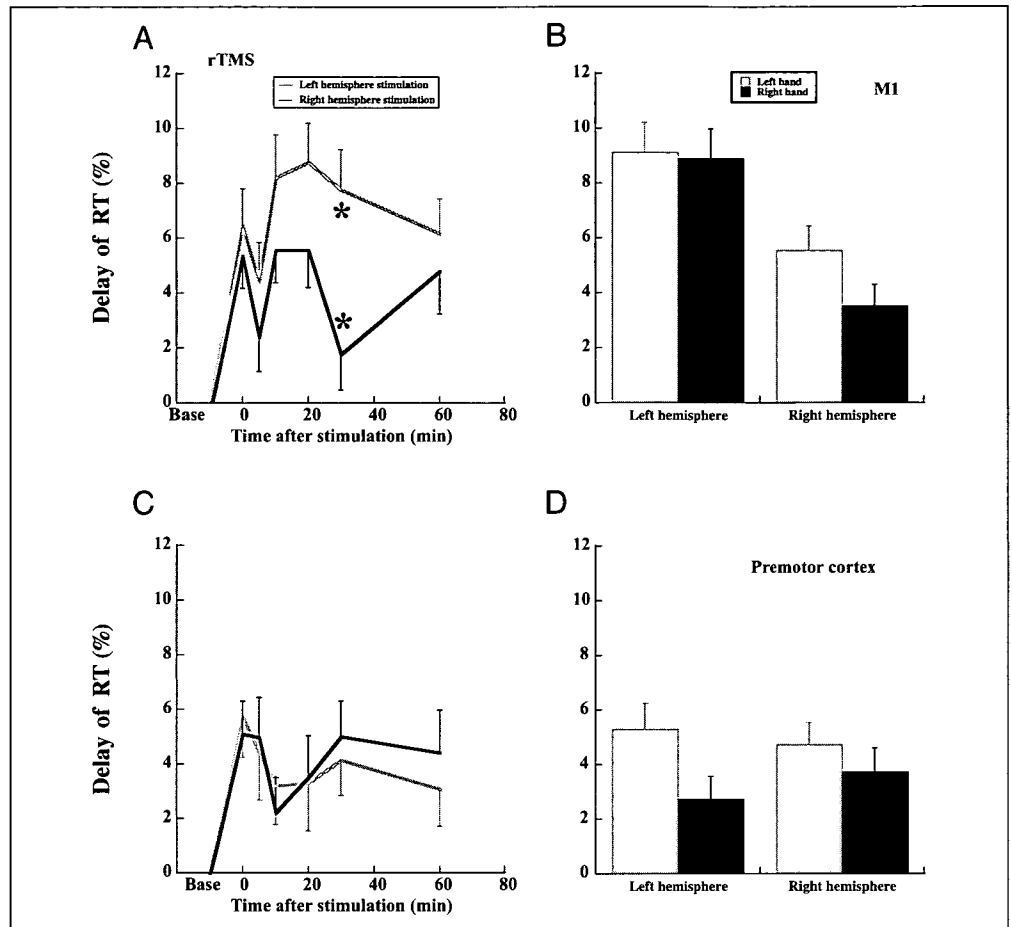 A
rTMS
Left hemisphere stimulation
Right hemisphere stimulation
12
10
8
6
4
2
0
Delay of RT (%)
*
*
Base 0 20 40 60 80
Time after stimulation (min)
B
Left hand
Right hand
M1
12
10
8
6
4
2
0
Left hemisphere Right hemisphere
C
12
10
8
6
4
2
0
Delay of RT (%)
Base 0 20 40 60 80
Time after stimulation (min)
D
Premotor cortex
12
10
8
6
4
2
0
Left hemisphere Right hemisphere